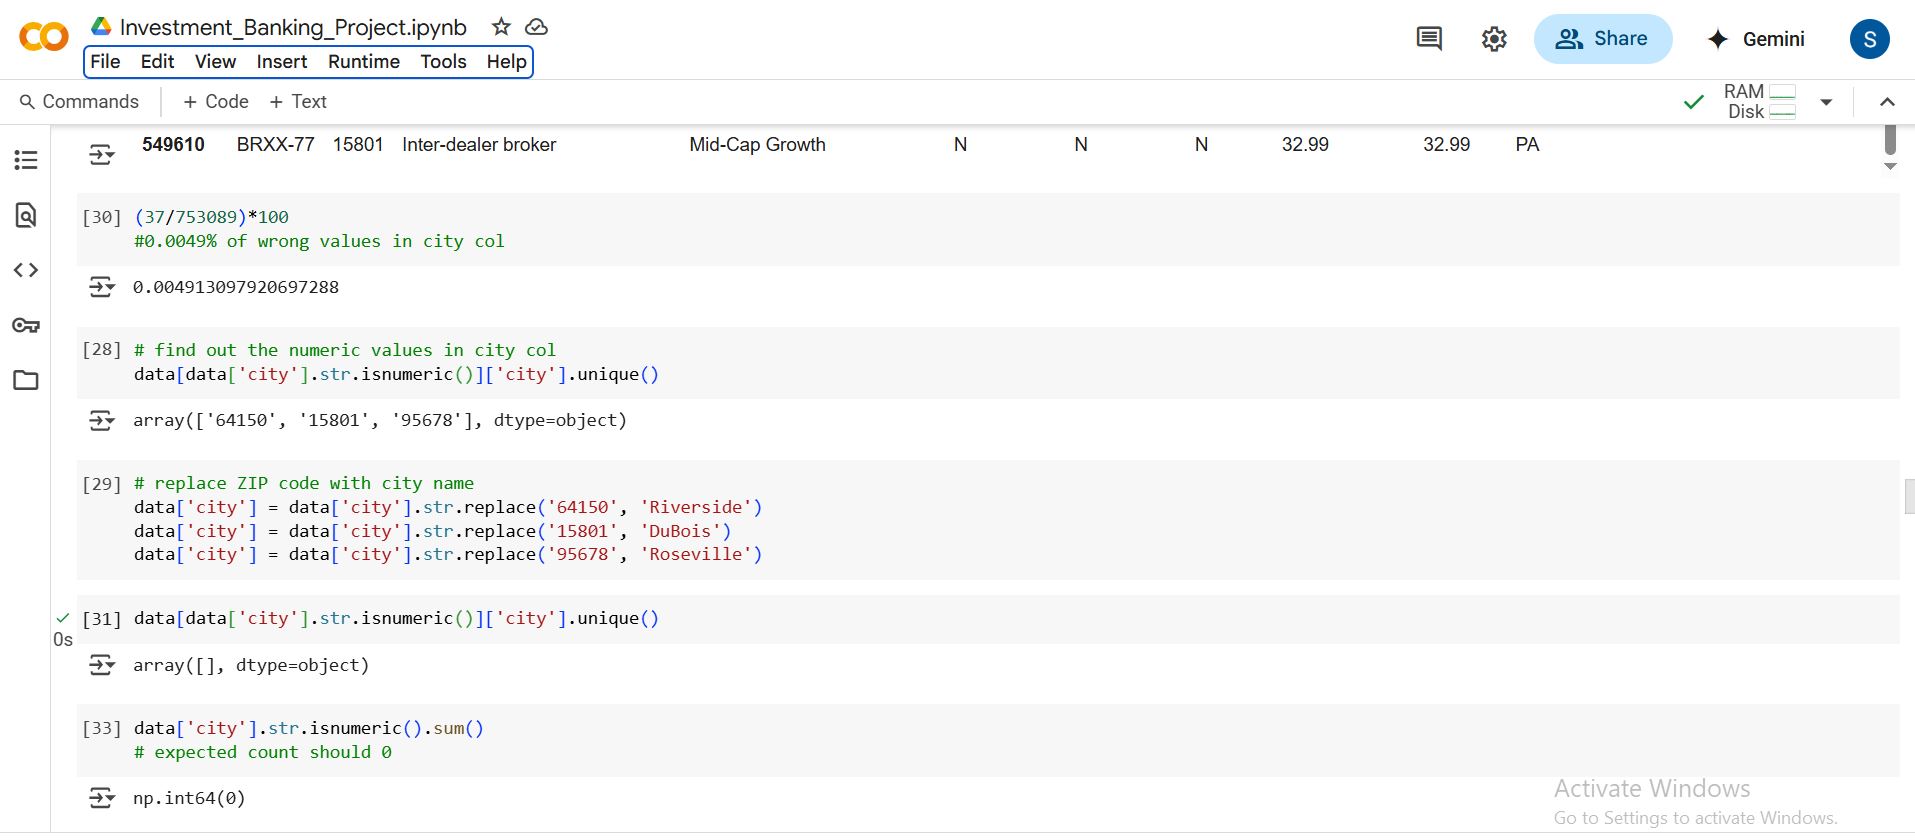 Investment_Banking_Project.ipynb
File Edit View Insert Runtime Tools Help
Share
Gemini
S
Commands + Code + Text
RAM
Disk
549610 BRXX-77 15801 Inter-dealer broker Mid-Cap Growth N N N 32.99 32.99 PA
[30] (37/753089)*100
#0.0049% of wrong values in city col
0.004913097920697288
[28] # find out the numeric values in city col
data[data['city'].str.isnumeric()]['city'].unique()
array(['64150', '15801', '95678'], dtype=object)
[29] # replace ZIP code with city name
data['city'] = data['city'].str.replace('64150', 'Riverside')
data['city'] = data['city'].str.replace('15801', 'DuBois')
data['city'] = data['city'].str.replace('95678', 'Roseville')
[31] data[data['city'].str.isnumeric()]['city'].unique()
0s
array([], dtype=object)
[33] data['city'].str.isnumeric().sum()
# expected count should 0
np.int64(0)
Activate Windows
Go to Settings to activate Windows.